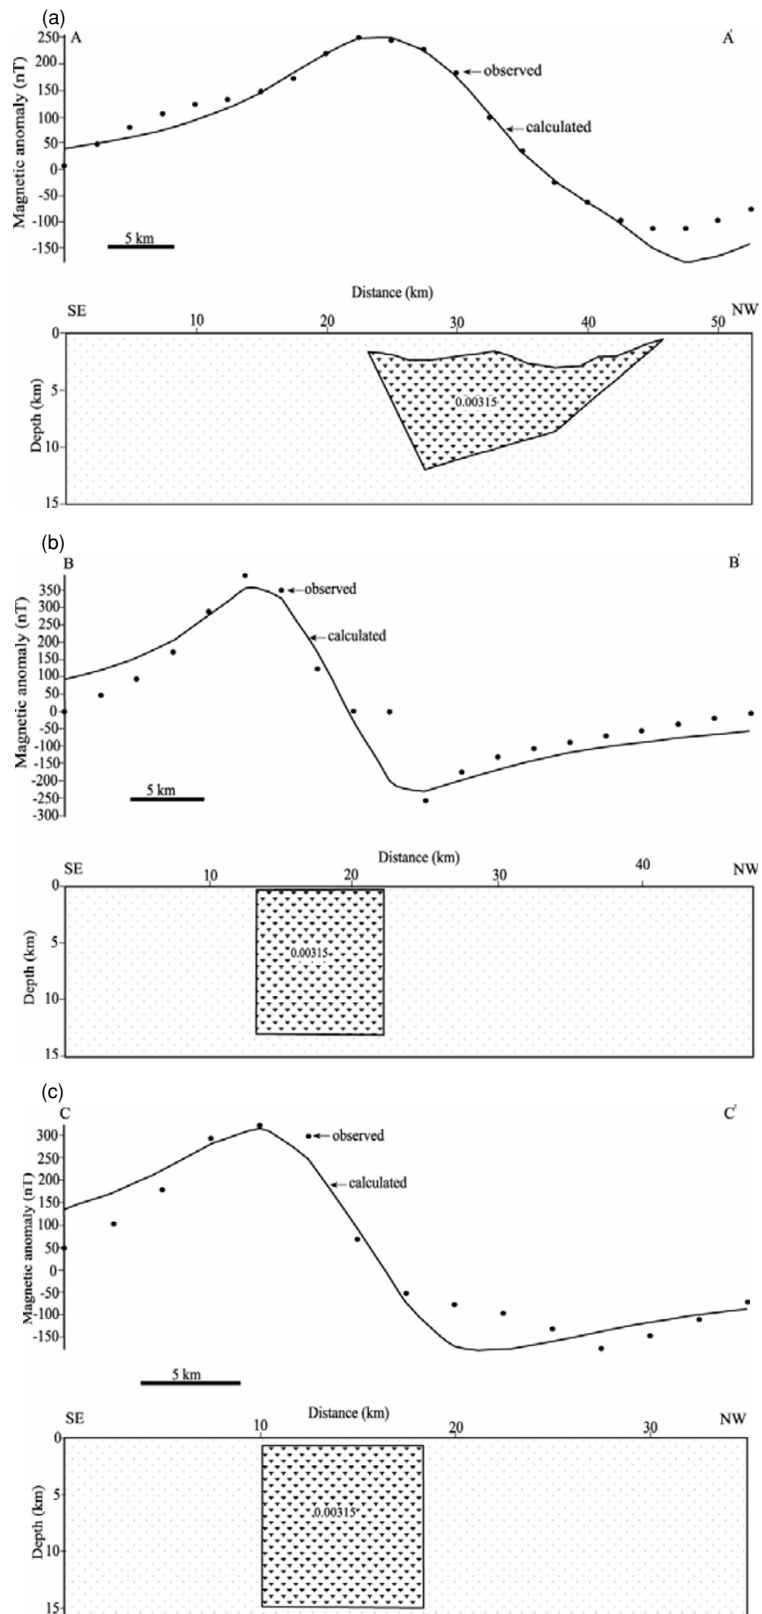 (a)
A A'
250
200
150
100
50
0
-50
-100
-150
Magnetic anomaly (nT)
observed
calculated
5 km
Distance (km)
SE NW
10 20 30 40 50
0
5
10
15
Depth (km)
0.00315
(b)
B B'
350
300
250
200
150
100
50
0
-50
-100
-150
-200
-250
-300
Magnetic anomaly (nT)
observed
calculated
5 km
Distance (km)
SE NW
10 20 30 40
0
5
10
15
Depth (km)
0.00315
(c)
C C'
300
250
200
150
100
50
0
-50
-100
-150
Magnetic anomaly (nT)
observed
calculated
5 km
Distance (km)
SE NW
10 20 30
0
5
10
15
Depth (km)
0.00315